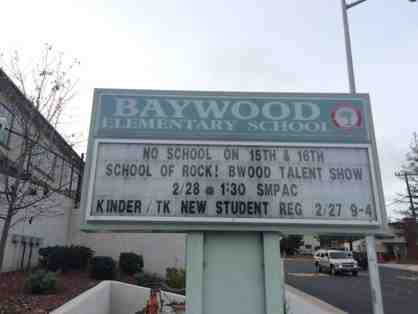 BAYWOOD
ELEMENTARY SCHOOL
NO SCHOOL ON 15TH & 16TH
SCHOOL OF ROCK! BWOOD TALENT SHOW
2/28 @ 1:30 SMPAC
KINDER/TK NEW STUDENT REG 2/27 9-4